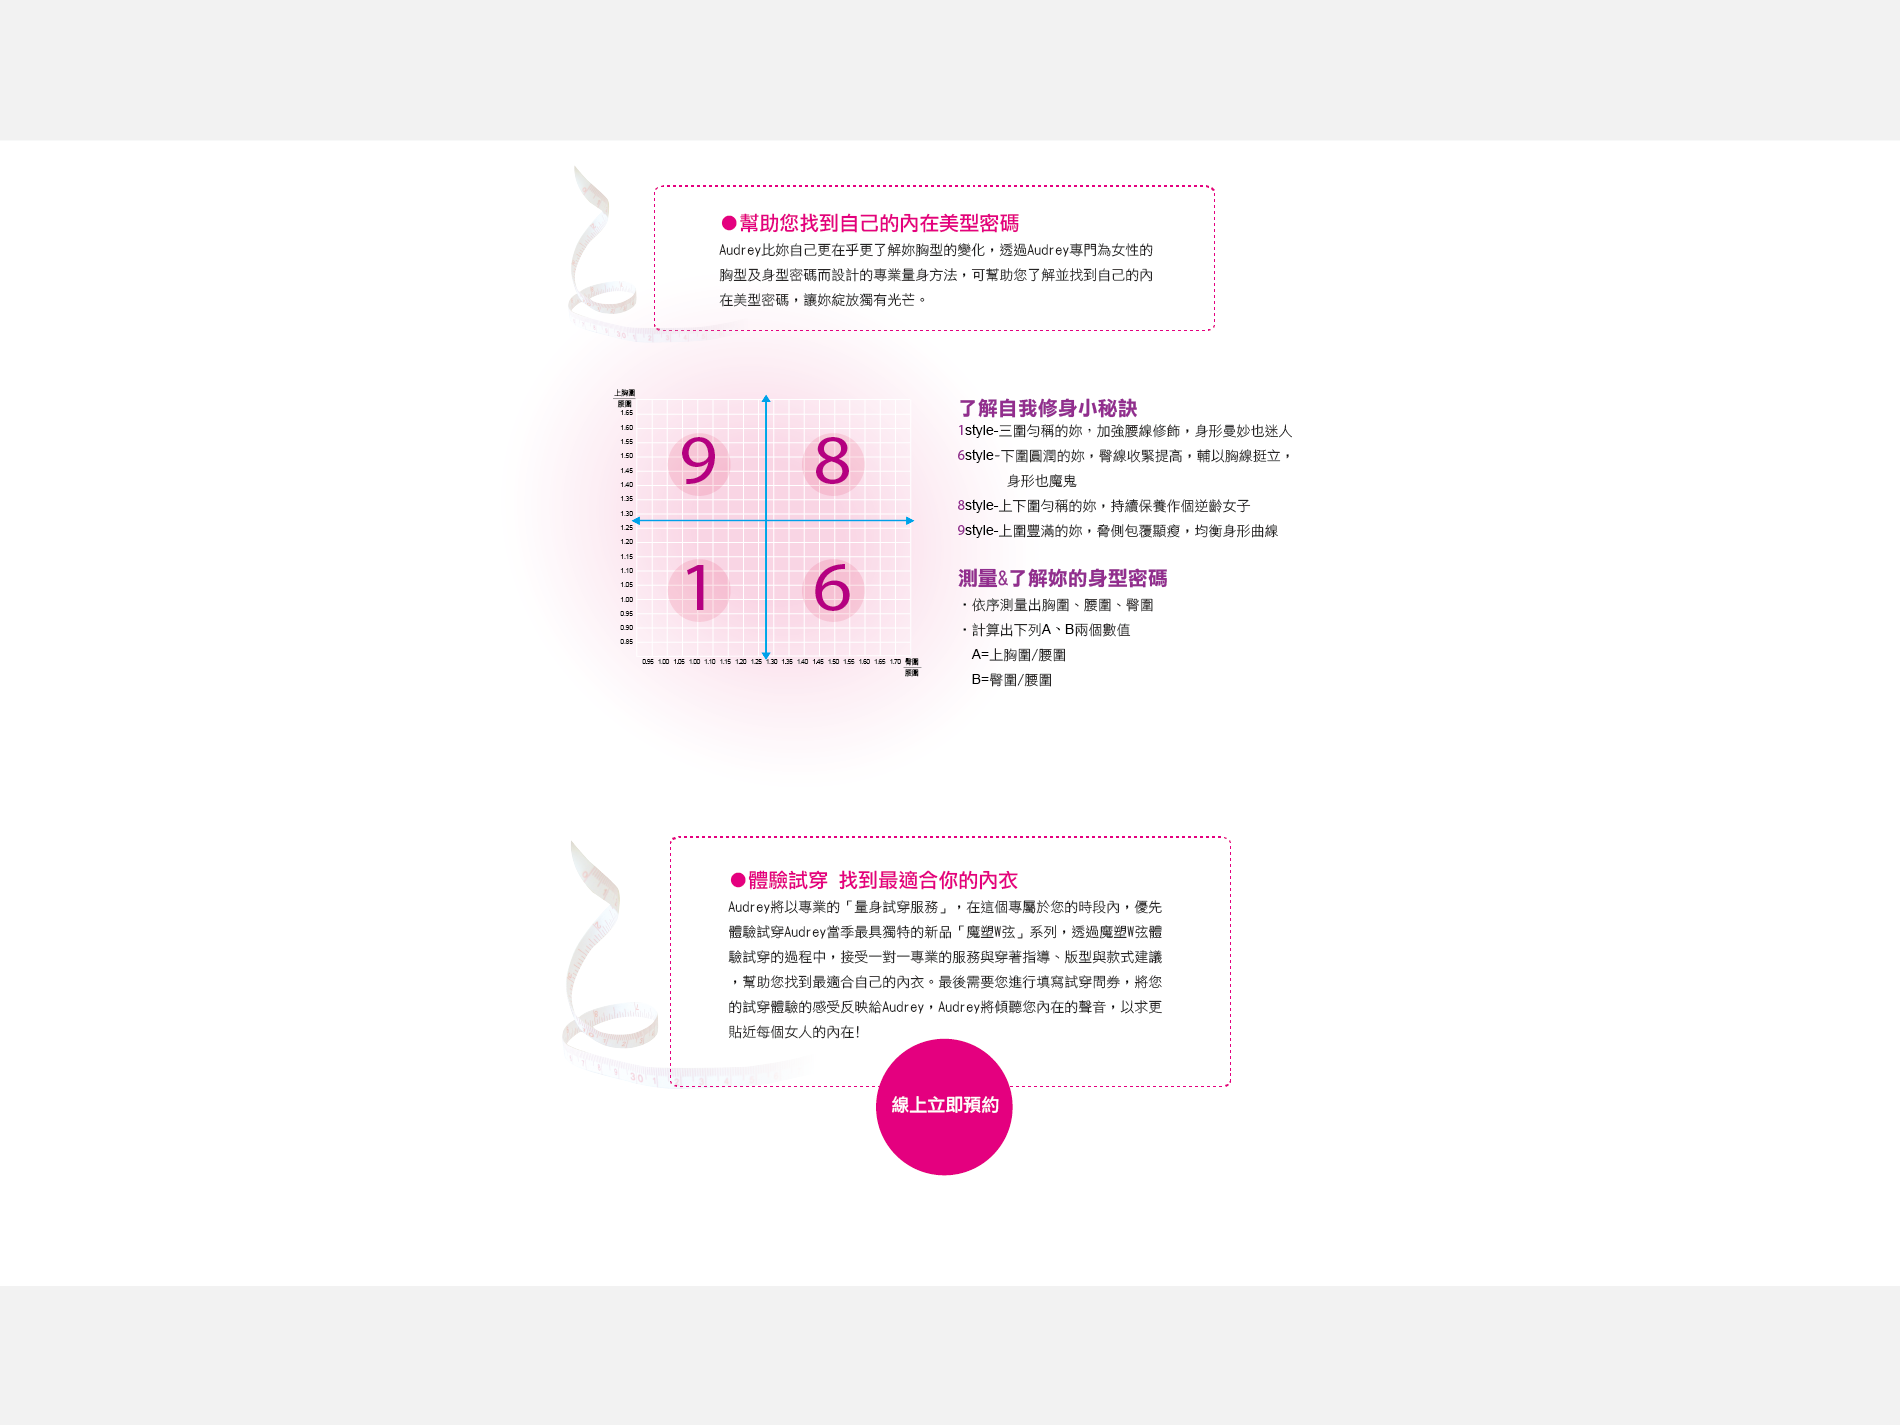 ●幫助您找到自己的內在美型密碼
Audrey比妳自己更在乎更了解妳胸型的變化，透過Audrey專門為女性的
胸型及身型密碼而設計的專業量身方法，可幫助您了解並找到自己的內
在美型密碼，讓妳綻放獨有光芒。
上胸圍
腰圍
1.65
1.60
1.55
1.50
1.45
1.40
1.35
1.30
1.25
1.20
1.15
1.10
1.05
1.00
0.95
0.90
0.85
9
8
1
6
0.95 1.00 1.05 1.00 1.10 1.15 1.20 1.25 1.30 1.35 1.40 1.45 1.50 1.55 1.60 1.65 1.70
臀圍
腰圍
了解自我修身小秘訣
1style-三圍勻稱的妳，加強腰線修飾，身形曼妙也迷人
6style-下圍圓潤的妳，臀線收緊提高，輔以胸線挺立，
身形也魔鬼
8style-上下圍勻稱的妳，持續保養作個逆齡女子
9style-上圍豐滿的妳，脅側包覆顯瘦，均衡身形曲線
測量&了解妳的身型密碼
・依序測量出胸圍、腰圍、臀圍
・計算出下列A、B兩個數值
A=上胸圍/腰圍
B=臀圍/腰圍
●體驗試穿 找到最適合你的內衣
Audrey將以專業的「量身試穿服務」，在這個專屬於您的時段內，優先
體驗試穿Audrey當季最具獨特的新品「魔塑W弦」系列，透過魔塑W弦體
驗試穿的過程中，接受一對一專業的服務與穿著指導、版型與款式建議
，幫助您找到最適合自己的內衣。最後需要您進行填寫試穿問券，將您
的試穿體驗的感受反映給Audrey，Audrey將傾聽您內在的聲音，以求更
貼近每個女人的內在!
線上立即預約